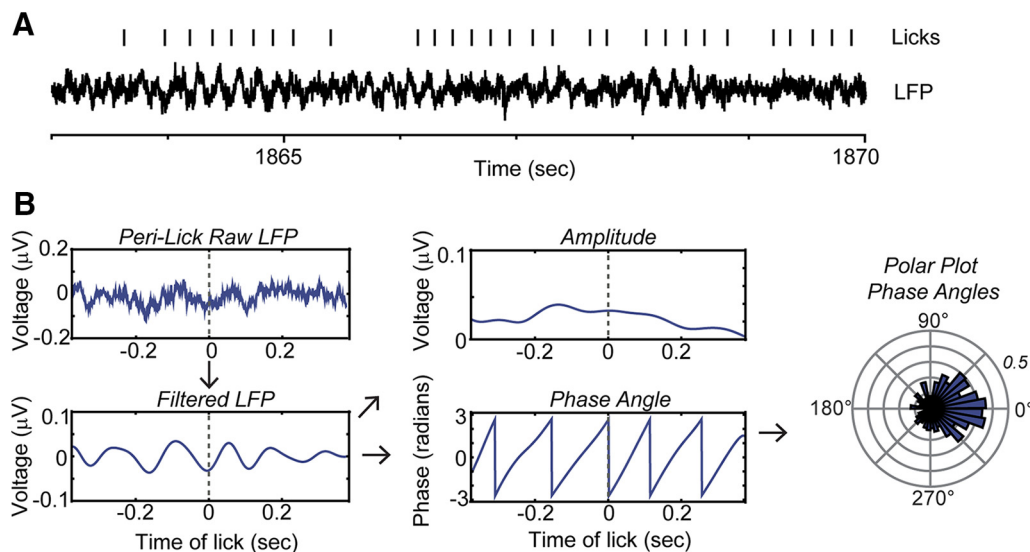 A
Licks
LFP
1865
1870
Time (sec)
B
Peri-Lick Raw LFP
Voltage (μV)
0.2
0
-0.2
-0.2
0
0.2
Filtered LFP
Voltage (μV)
0.1
0
-0.1
-0.2
0
0.2
Time of lick (sec)
Amplitude
Voltage (μV)
0.1
0
-0.2
0
0.2
Phase Angle
Phase (radians)
3
0
-3
-0.2
0
0.2
Time of lick (sec)
Polar Plot
Phase Angles
90°
0.5
180°
0°
270°